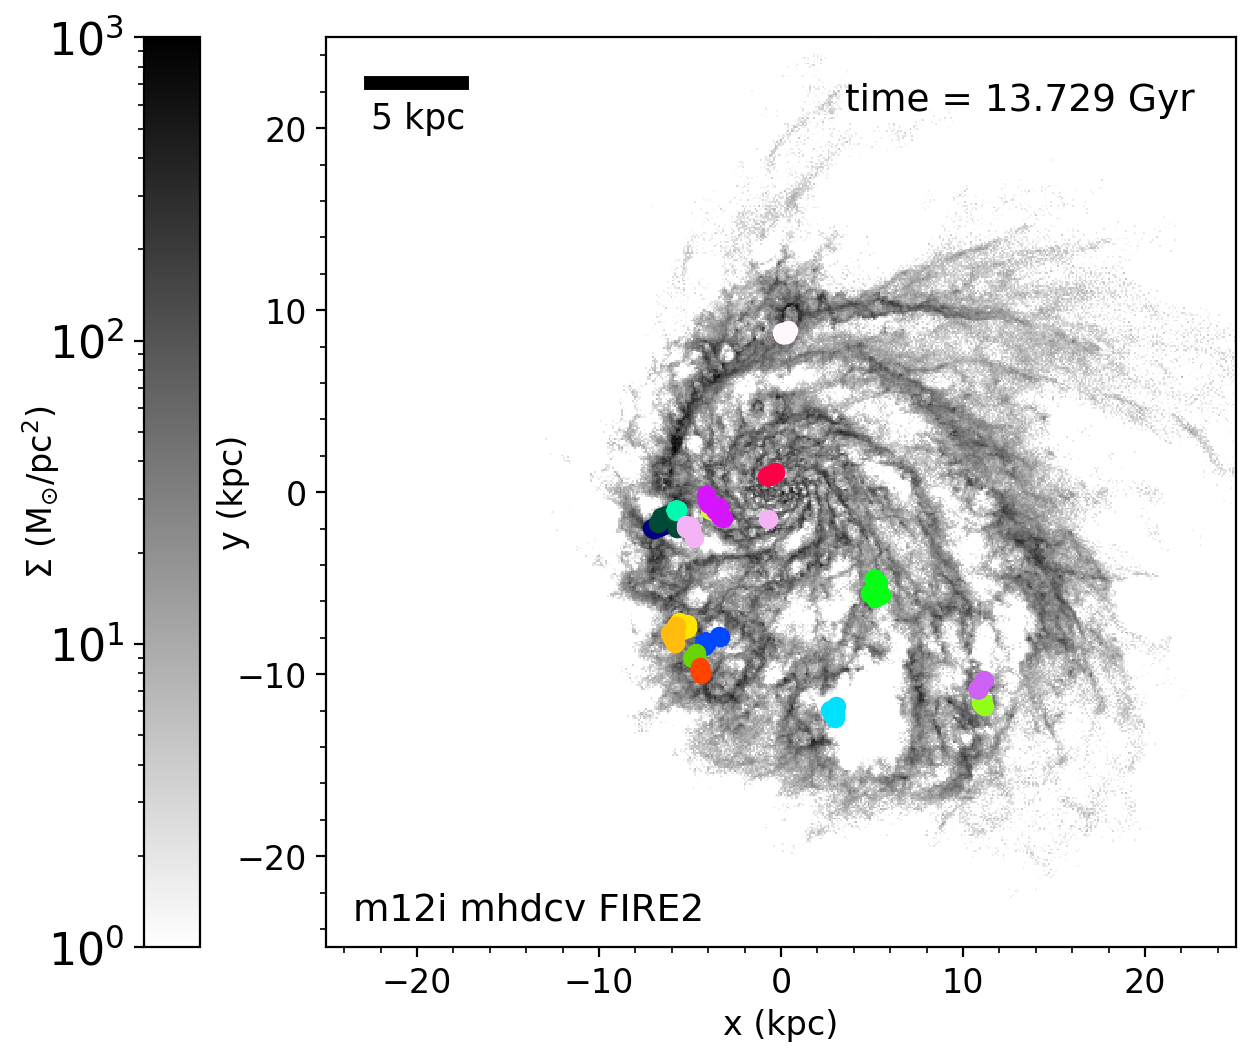 10³
10²
10¹
10⁰
Σ (M⊙/pc²)
y (kpc)
20
10
0
−10
−20
5 kpc
time = 13.729 Gyr
m12i mhdcv FIRE2
−20
−10
0
10
20
x (kpc)